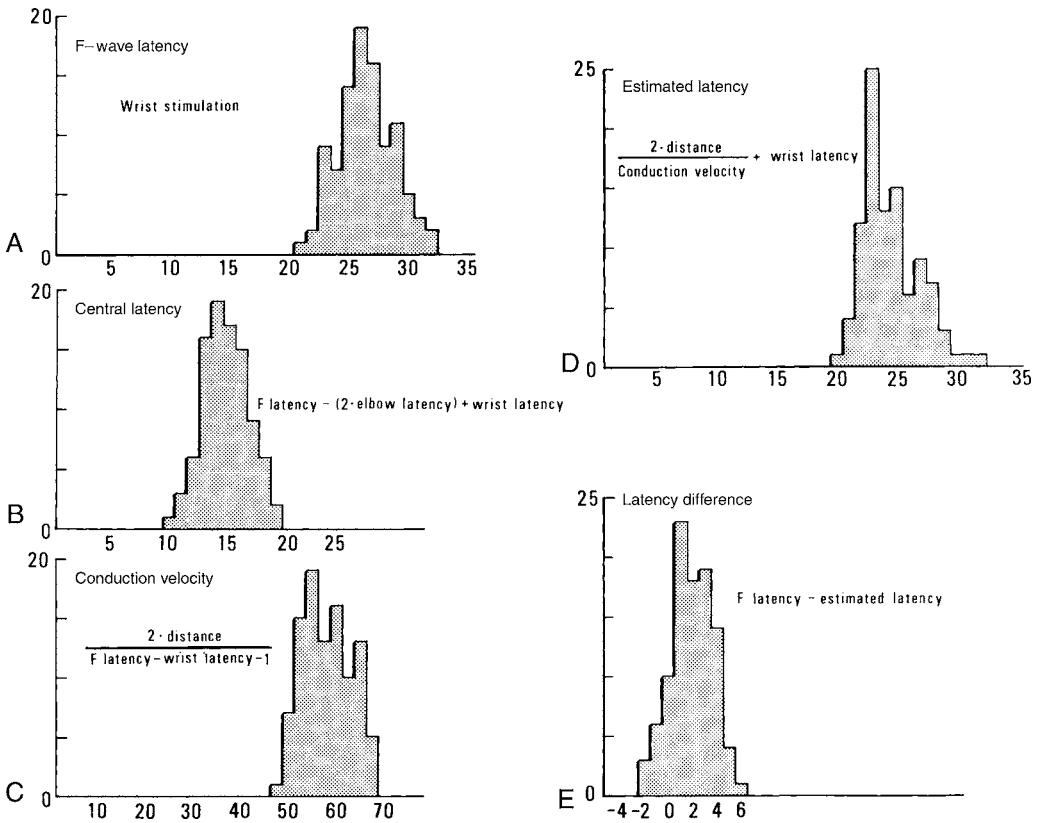 20
F–wave latency
Wrist stimulation
A
0
5 10 15 20 25 30 35
20
Central latency
F latency – (2·elbow latency) + wrist latency
B
0
5 10 15 20 25
20
Conduction velocity
2 · distance
F latency – wrist latency – 1
C
0
10 20 30 40 50 60 70
25
Estimated latency
2·distance
Conduction velocity
+ wrist latency
D
0
5 10 15 20 25 30 35
25
Latency difference
F latency – estimated latency
E
0
-4 -2 0 2 4 6